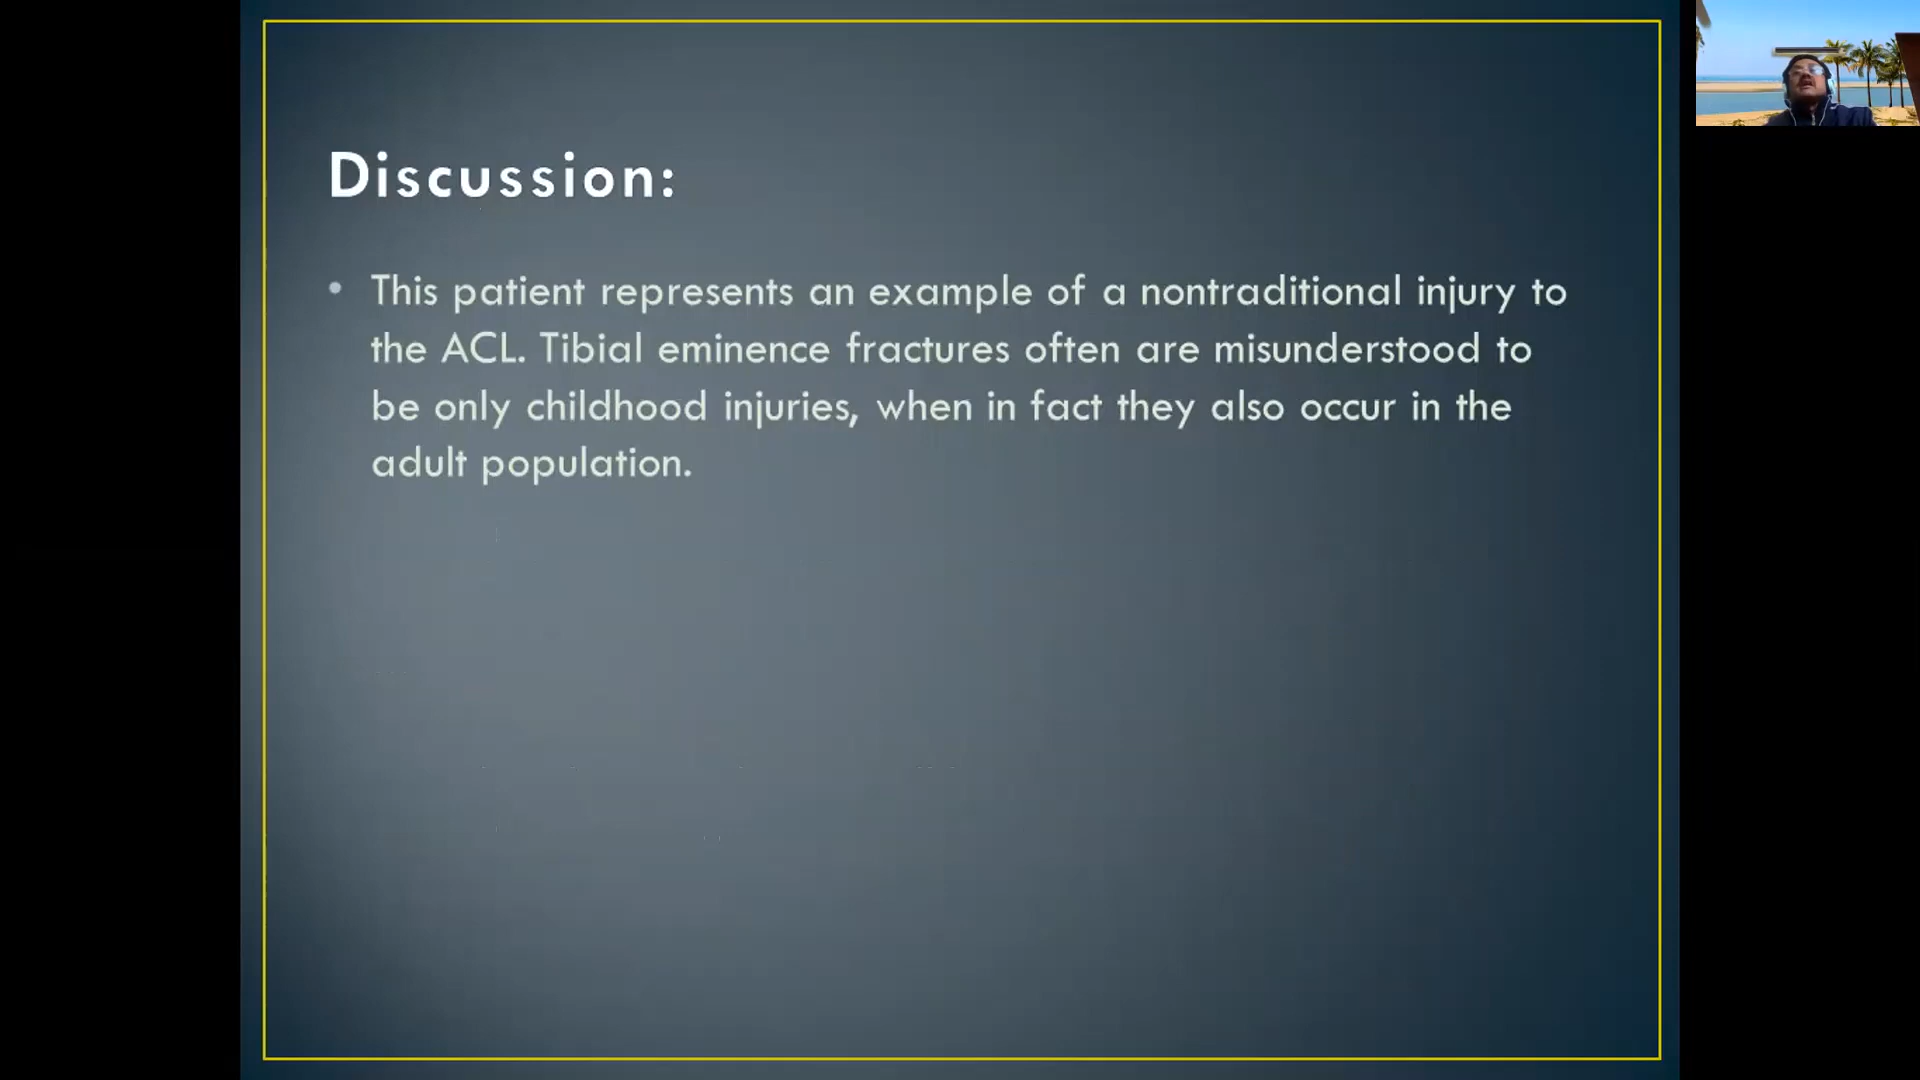 Discussion:
• This patient represents an example of a nontraditional injury to
the ACL. Tibial eminence fractures often are misunderstood to
be only childhood injuries, when in fact they also occur in the
adult population.